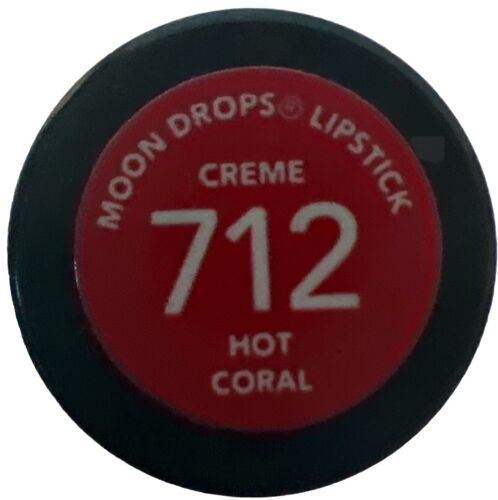 MOON DROPS® LIPSTICK
CREME
712
HOT
CORAL